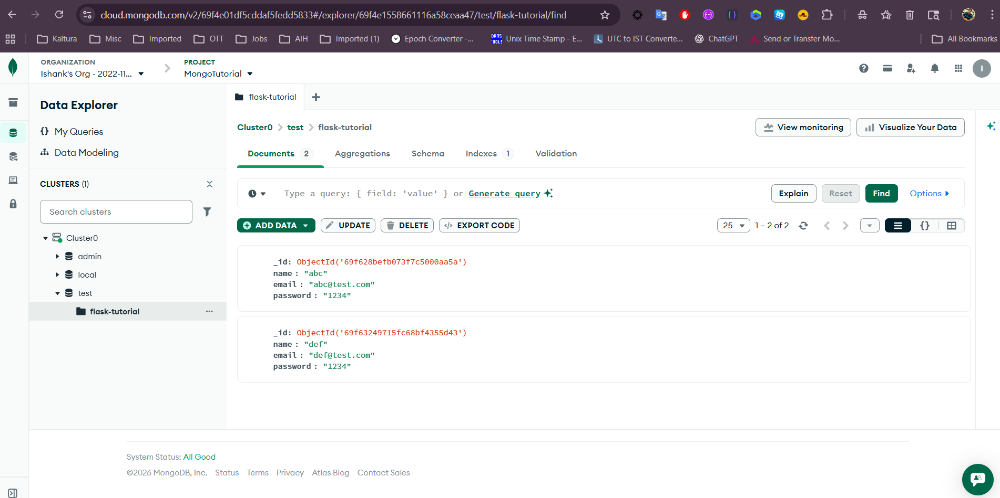 cloud.mongodb.com/v2/69f4e01df5cddaf5fedd5833#/explorer/69f4e1558661116a58ceaa47/test/flask-tutorial/find
Kaltura Misc Imported OTT Jobs AIH Imported (1) Epoch Converter -... Unix Time Stamp - E... UTC to IST Converte... ChatGPT Send or Transfer Mo... All Bookmarks
ORGANIZATION
Ishank's Org - 2022-11...
PROJECT
MongoTutorial
I
Data Explorer
My Queries
Data Modeling
CLUSTERS (1)
Search clusters
Cluster0
admin
local
test
flask-tutorial
flask-tutorial
Cluster0 > test > flask-tutorial
View monitoring
Visualize Your Data
Documents 2 Aggregations Schema Indexes 1 Validation
Type a query: { field: 'value' } or Generate query
Explain Reset Find Options
ADD DATA UPDATE DELETE EXPORT CODE
25 1 – 2 of 2
_id: ObjectId('69f628befb073f7c5000aa5a')
name : "abc"
email : "abc@test.com"
password : "1234"
_id: ObjectId('69f63249715fc68bf4355d43')
name : "def"
email : "def@test.com"
password : "1234"
System Status: All Good
©2026 MongoDB, Inc. Status Terms Privacy Atlas Blog Contact Sales